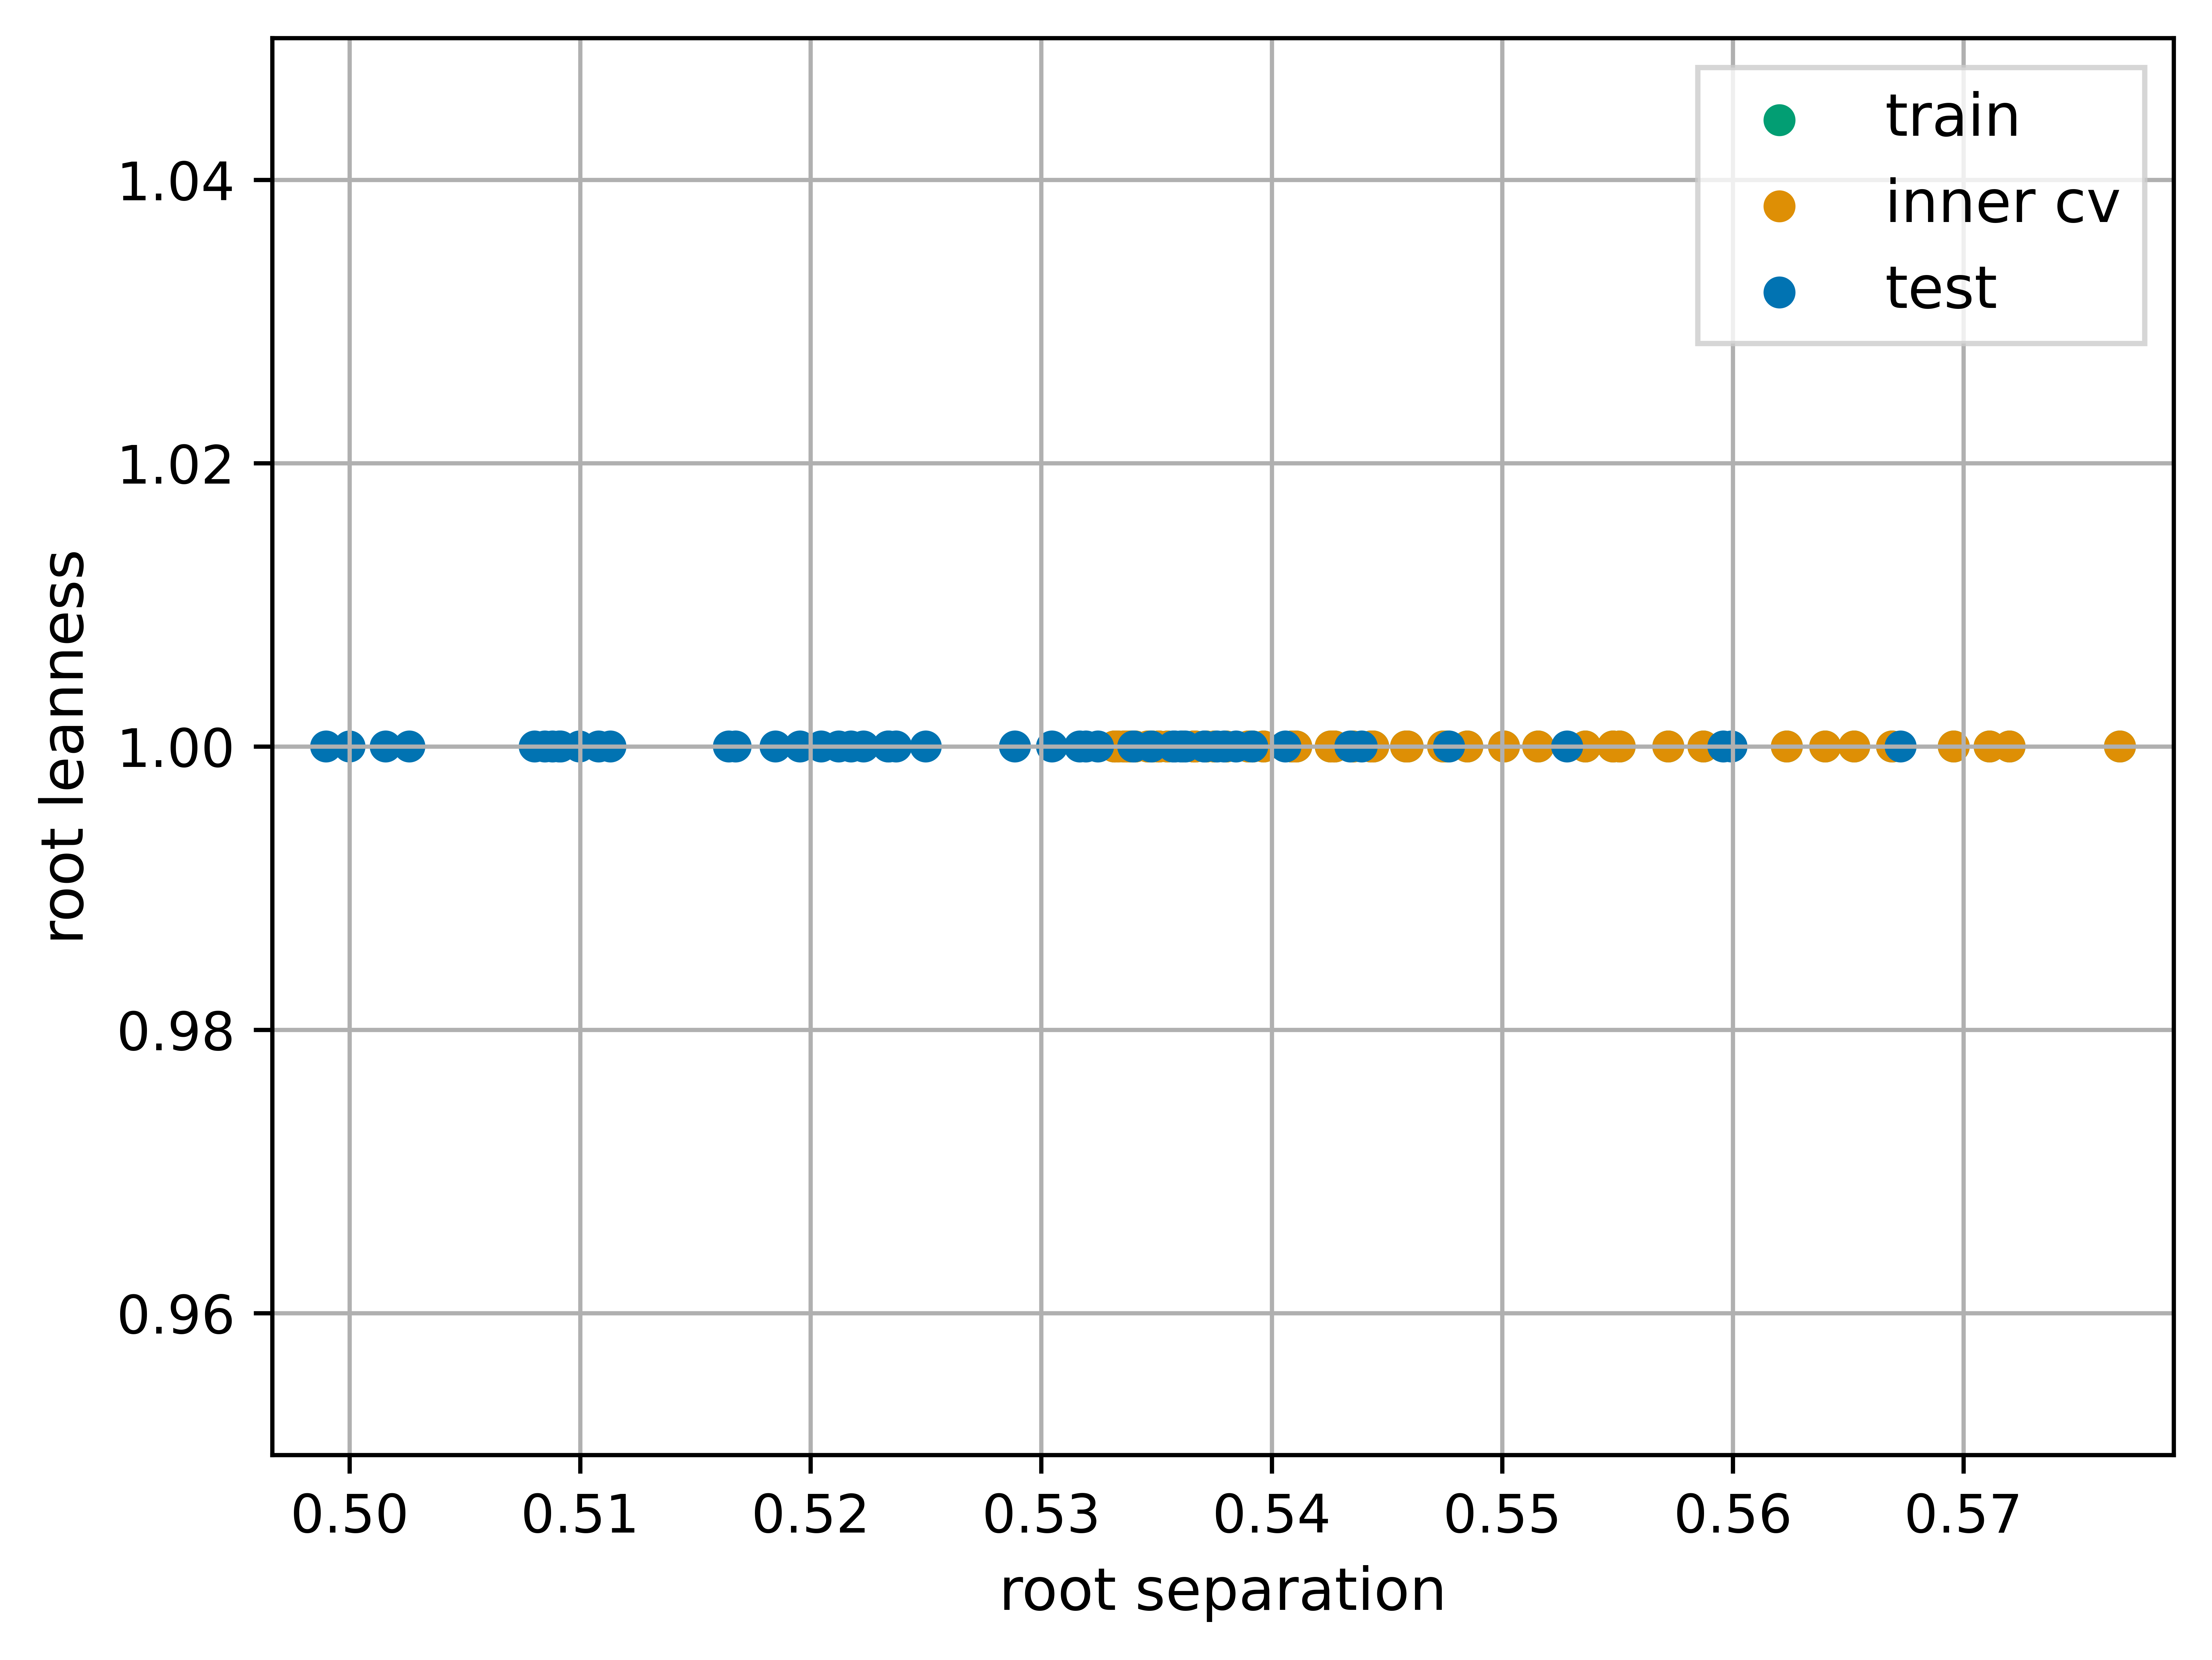 train
inner cv
test
1.04
1.02
1.00
0.98
0.96
root leanness
0.50 0.51 0.52 0.53 0.54 0.55 0.56 0.57
root separation